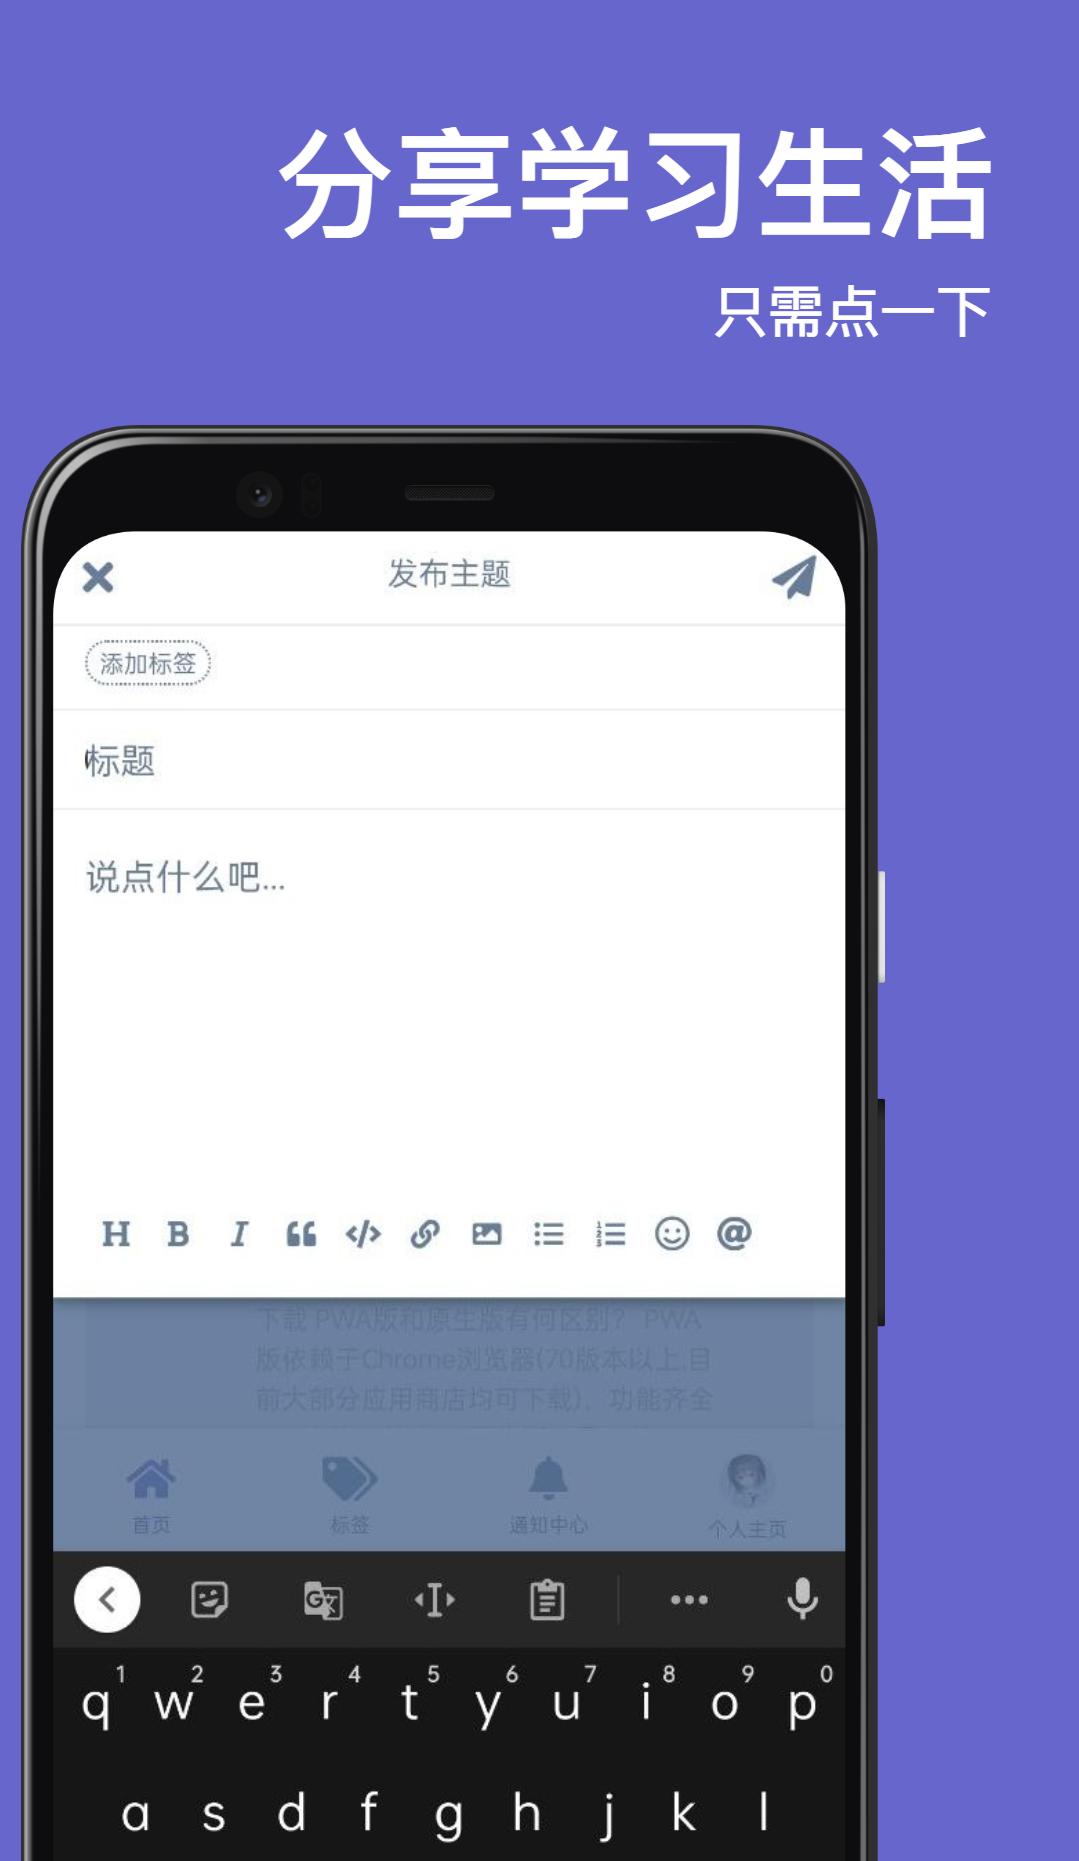 分享学习生活
只需点一下
发布主题
添加标签
标题
说点什么吧...
H B I
下载 PWA版和原生版有何区别？ PWA
版依赖于Chrome浏览器(70版本以上,目
前大部分应用商店均可下载)，功能齐全
首页 标签 通知中心 个人主页
1 2 3 4 5 6 7 8 9 0
q w e r t y u i o p
a s d f g h j k l